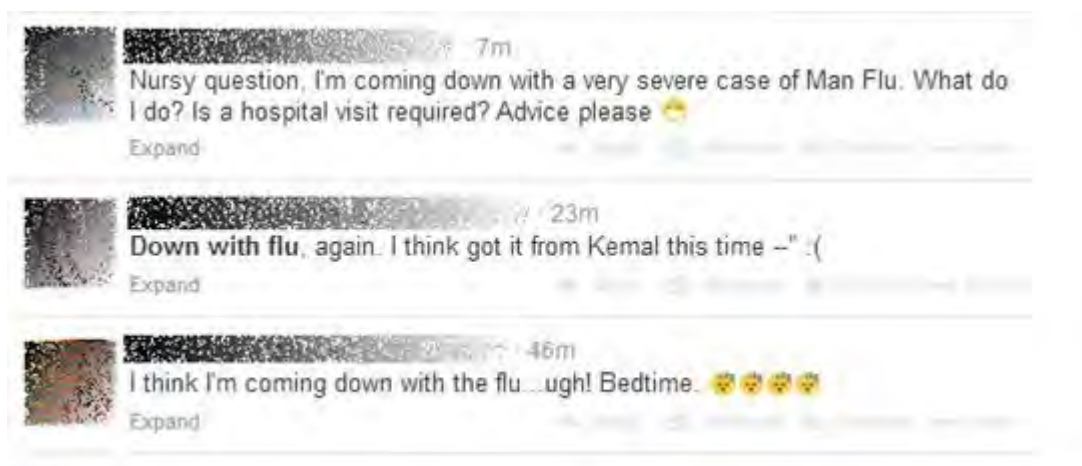 7m
Nursy question, I'm coming down with a very severe case of Man Flu. What do
I do? Is a hospital visit required? Advice please
Expand
23m
Down with flu, again. I think got it from Kemal this time --" :(
Expand
46m
I think I'm coming down with the flu...ugh! Bedtime.
Expand